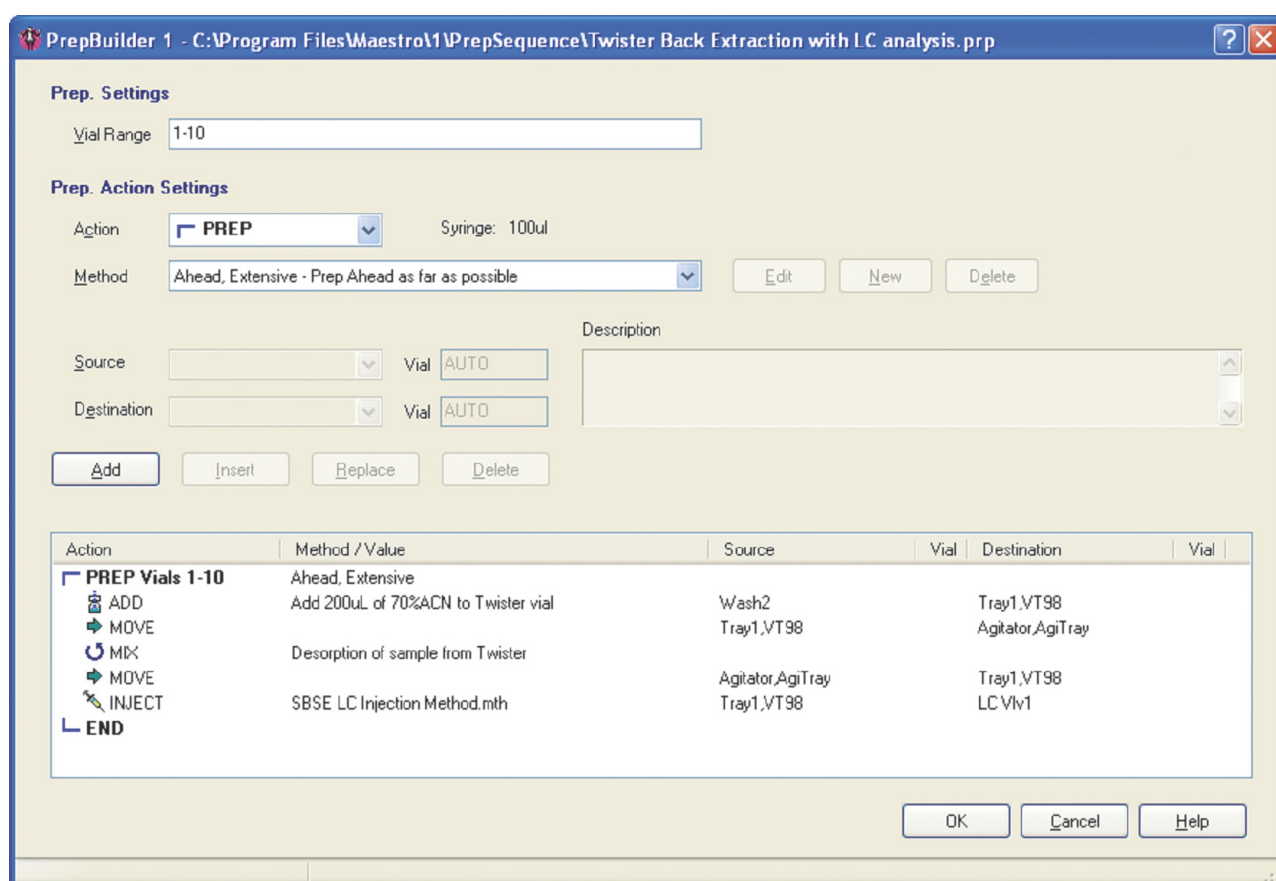 PrepBuilder 1 - C:\Program Files\Maestro\1\PrepSequence\Twister Back Extraction with LC analysis.prp
Prep. Settings
Vial Range 1-10
Prep. Action Settings
Action PREP Syringe: 100ul
Method Ahead, Extensive - Prep Ahead as far as possible Edit New Delete
Description
Source Vial AUTO
Destination Vial AUTO
Add Insert Replace Delete
Action Method / Value Source Vial Destination Vial
PREP Vials 1-10 Ahead, Extensive
ADD Add 200uL of 70%ACN to Twister vial Wash2 Tray1,VT98
MOVE Tray1,VT98 Agitator,AgiTray
MIX Desorption of sample from Twister
MOVE Agitator,AgiTray Tray1,VT98
INJECT SBSE LC Injection Method.mth Tray1,VT98 LC Vlv1
END
OK Cancel Help